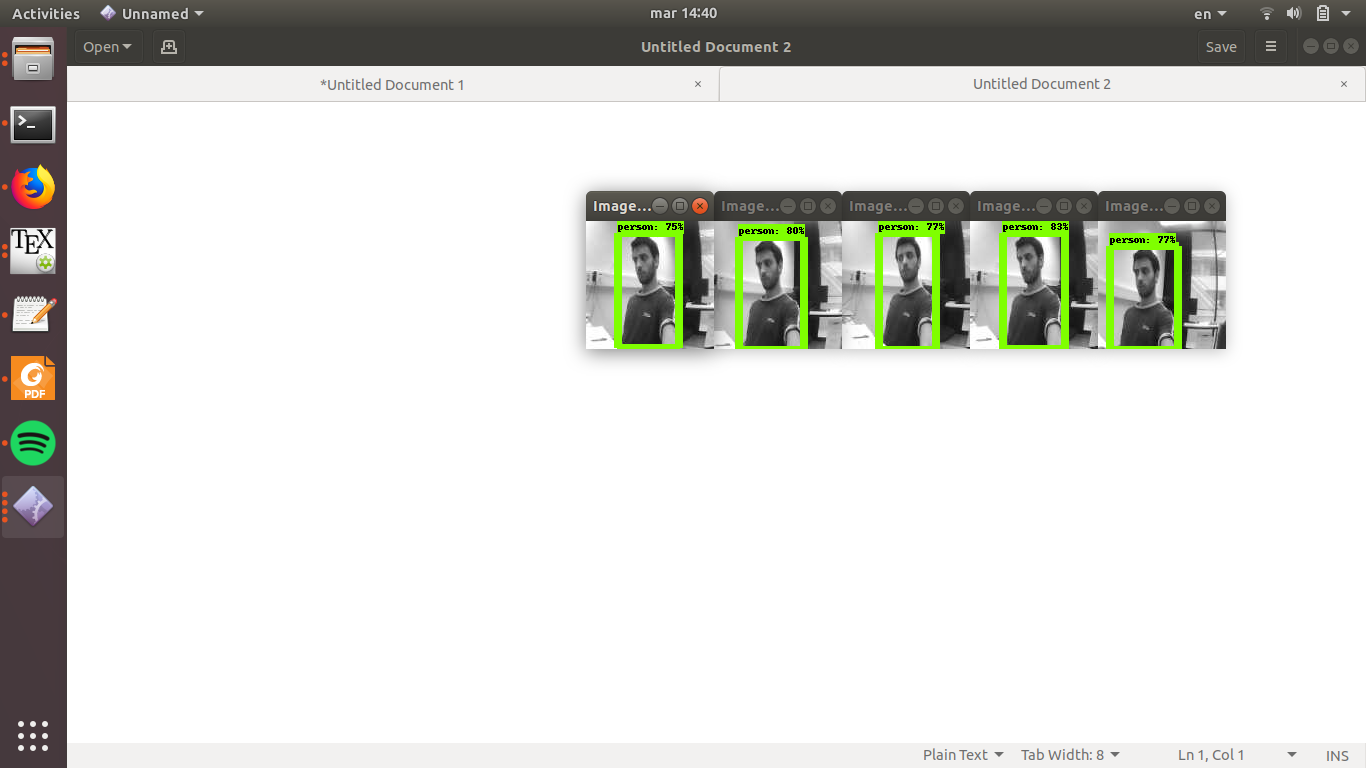 Activities Unnamed mar 14:40 en
Open Untitled Document 2 Save
*Untitled Document 1 Untitled Document 2
Image... Image... Image... Image... Image...
person: 75% person: 80% person: 77% person: 83% person: 77%
TEX
PDF
Plain Text Tab Width: 8 Ln 1, Col 1 INS